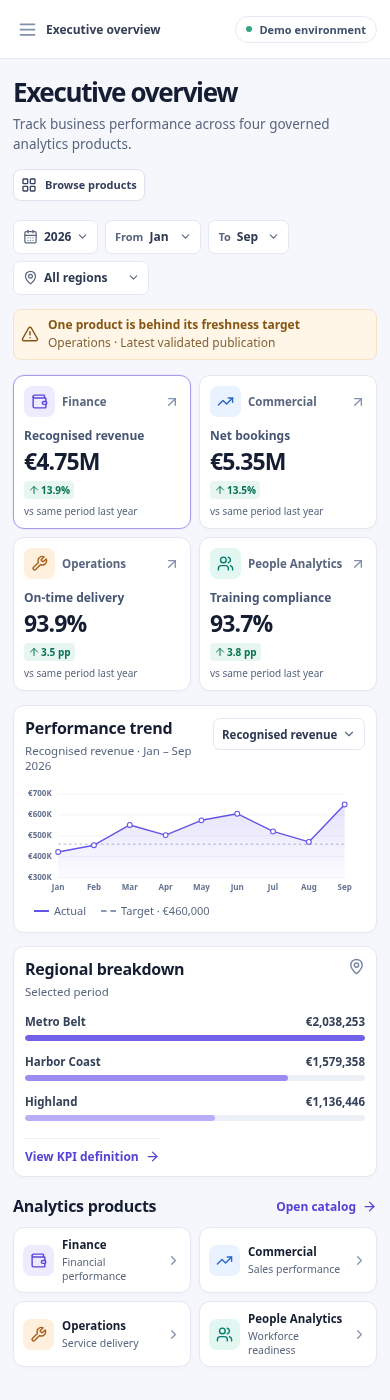 Executive overview
Demo environment
Executive overview
Track business performance across four governed
analytics products.
Browse products
2026
From Jan
To Sep
All regions
One product is behind its freshness target
Operations · Latest validated publication
Finance
Recognised revenue
€4.75M
↑ 13.9%
vs same period last year
Commercial
Net bookings
€5.35M
↑ 13.5%
vs same period last year
Operations
On-time delivery
93.9%
↑ 3.5 pp
vs same period last year
People Analytics
Training compliance
93.7%
↑ 3.8 pp
vs same period last year
Performance trend
Recognised revenue · Jan – Sep
2026
Recognised revenue
€700K
€600K
€500K
€400K
€300K
Jan Feb Mar Apr May Jun Jul Aug Sep
Actual
Target · €460,000
Regional breakdown
Selected period
Metro Belt €2,038,253
Harbor Coast €1,579,358
Highland €1,136,446
View KPI definition →
Analytics products
Open catalog →
Finance
Financial
performance
Commercial
Sales performance
Operations
Service delivery
People Analytics
Workforce
readiness